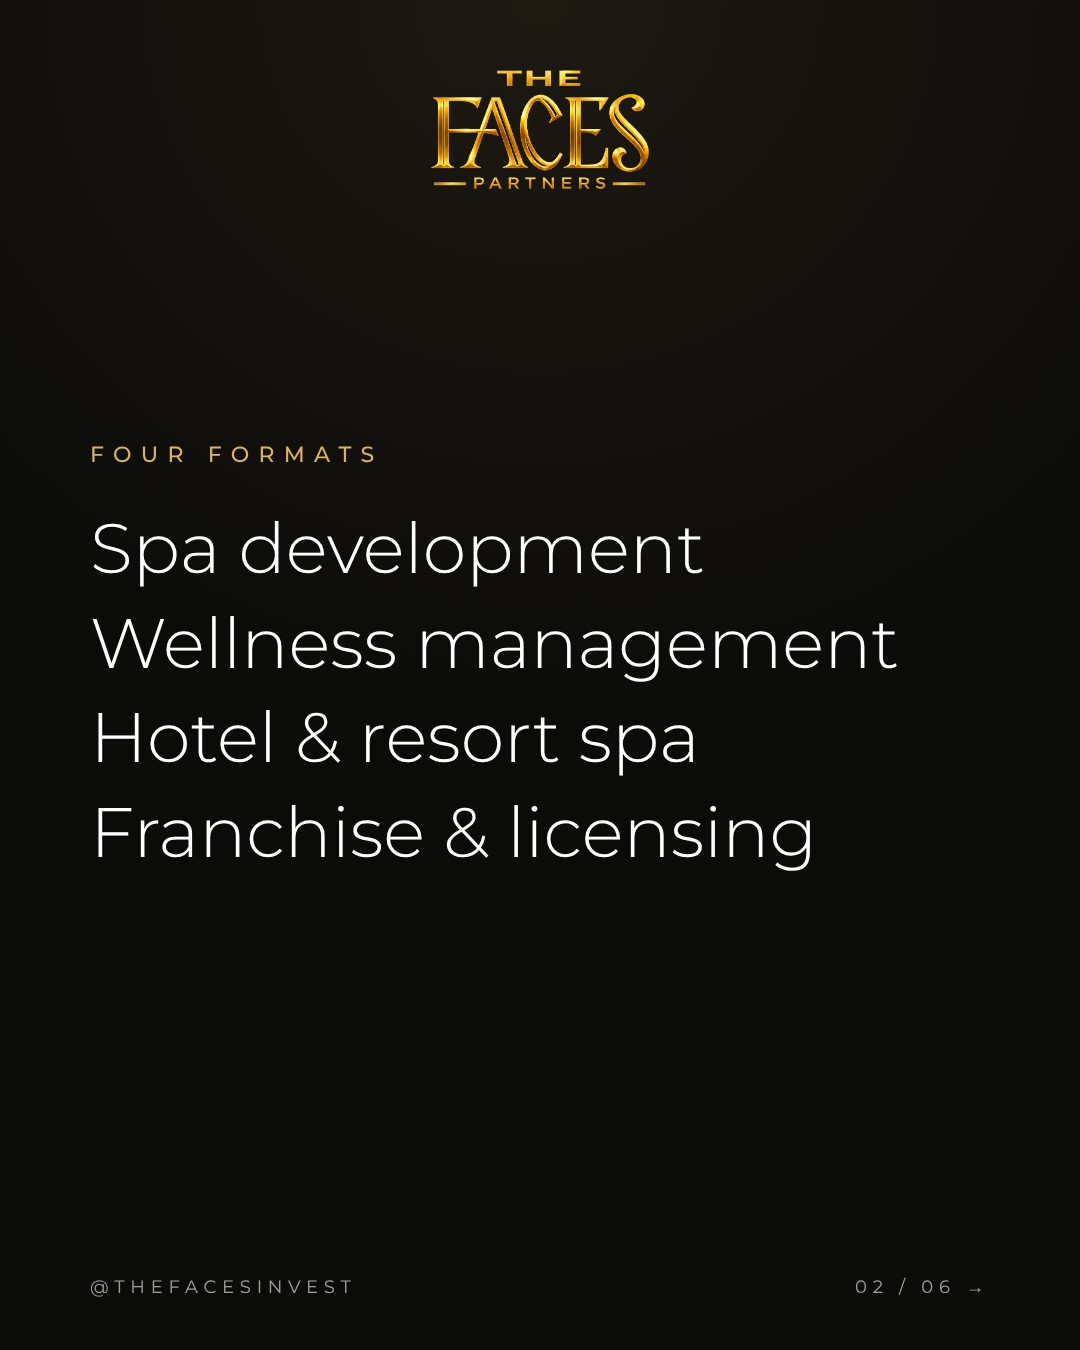 THE
FACES
PARTNERS
FOUR FORMATS
Spa development
Wellness management
Hotel & resort spa
Franchise & licensing
@THEFACESINVEST
02 / 06 →